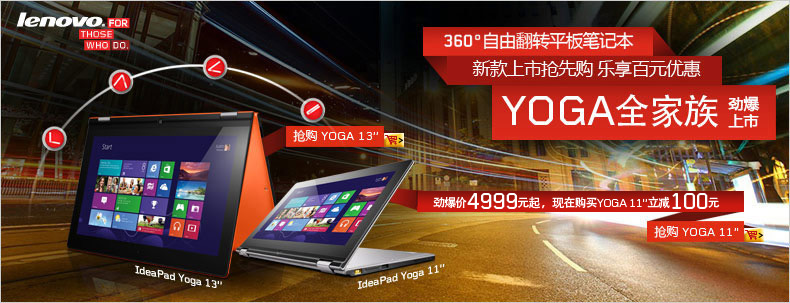 lenovo. FOR
THOSE
WHO DO.
360°自由翻转平板笔记本
新款上市抢先购 乐享百元优惠
YOGA全家族 劲爆上市
抢购 YOGA 13"
Start
劲爆价4999元起，现在购买YOGA 11"立减100元
抢购 YOGA 11"
IdeaPad Yoga 13"
IdeaPad Yoga 11"